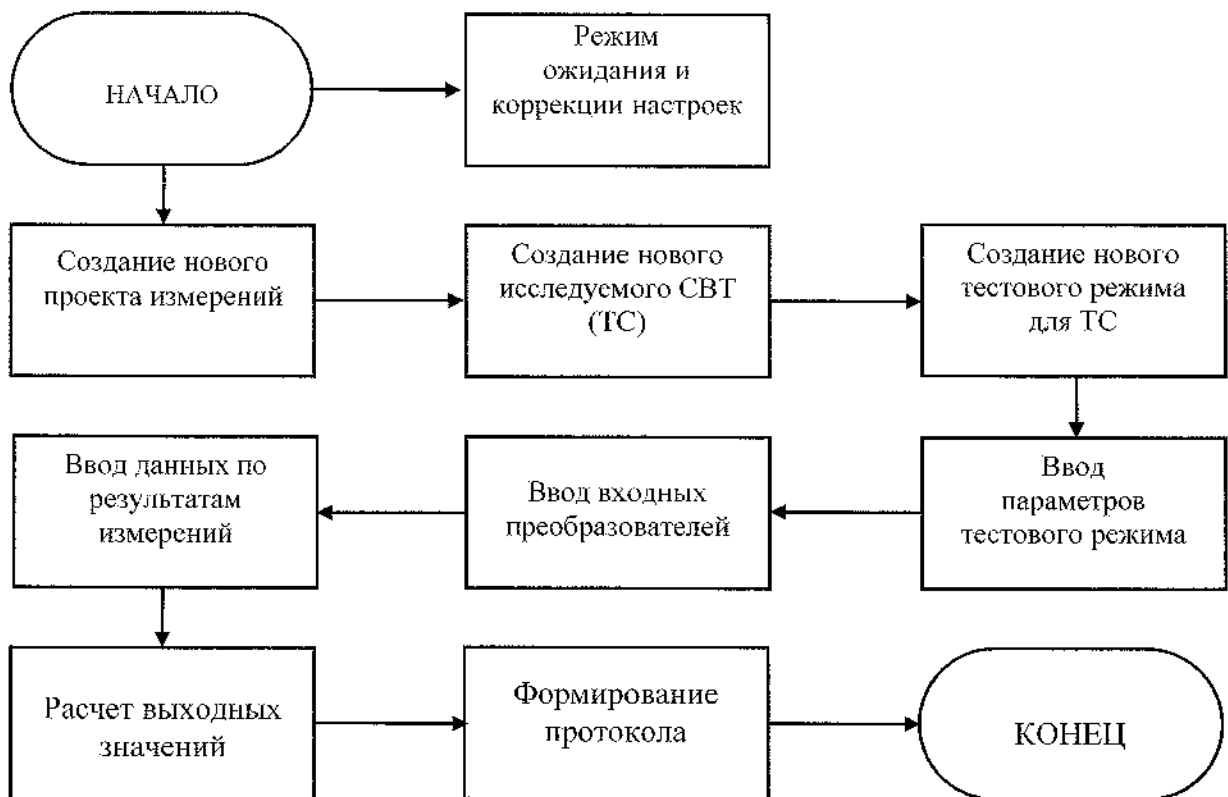 НАЧАЛО
Режим
ожидания и
коррекции настроек
Создание нового
проекта измерений
Создание нового
исследуемого СВТ
(ТС)
Создание нового
тестового режима
для ТС
Ввод данных по
результатам
измерений
Ввод входных
преобразователей
Ввод
параметров
тестового режима
Расчет выходных
значений
Формирование
протокола
КОНЕЦ